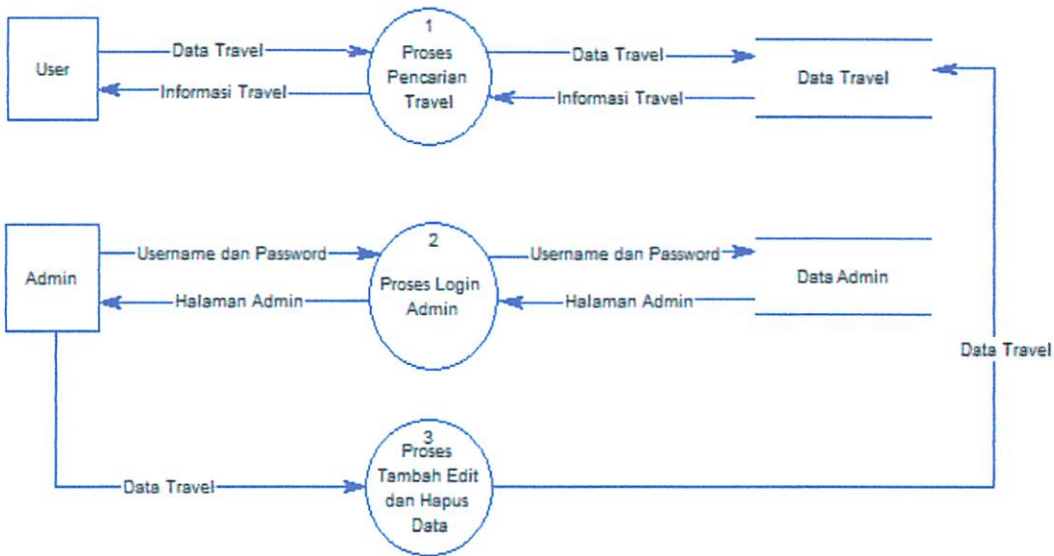 User
Data Travel
Informasi Travel
1
Proses
Pencarian
Travel
Data Travel
Informasi Travel
Data Travel
Admin
Username dan Password
Halaman Admin
2
Proses Login
Admin
Username dan Password
Halaman Admin
Data Admin
Data Travel
Data Travel
3
Proses
Tambah Edit
dan Hapus
Data